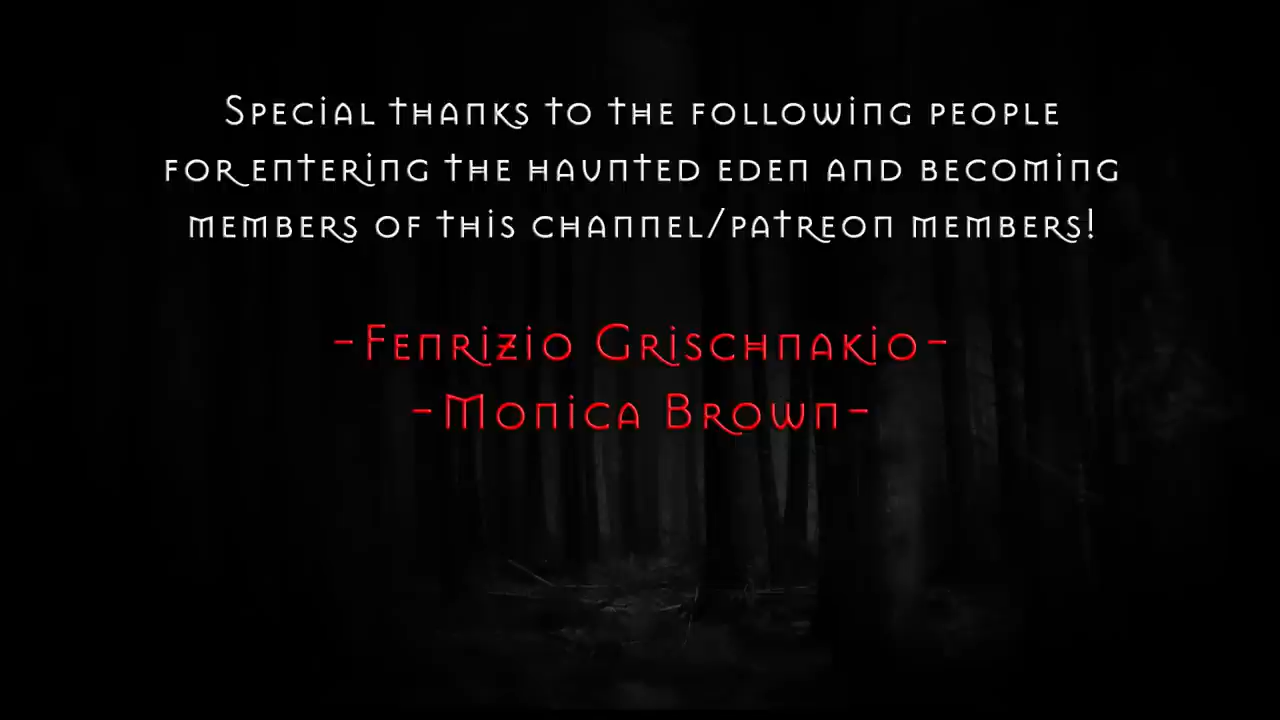 Special thanks to the following people
for entering the haunted eden and becoming
members of this channel/patreon members!
-Fenrizio Grischnakio-
-Monica Brown-